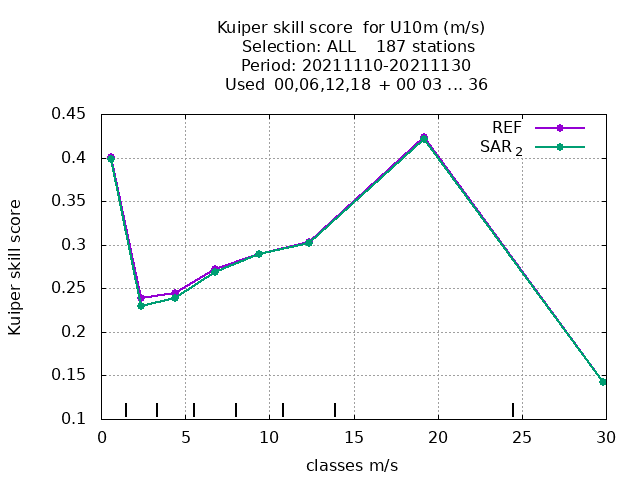 Kuiper skill score  for U10m (m/s)
Selection: ALL    187 stations
Period: 20211110-20211130
Used  00,06,12,18 + 00 03 ... 36
REF
SAR 2
0.45
0.4
0.35
0.3
0.25
0.2
0.15
0.1
Kuiper skill score
0 5 10 15 20 25 30
classes m/s